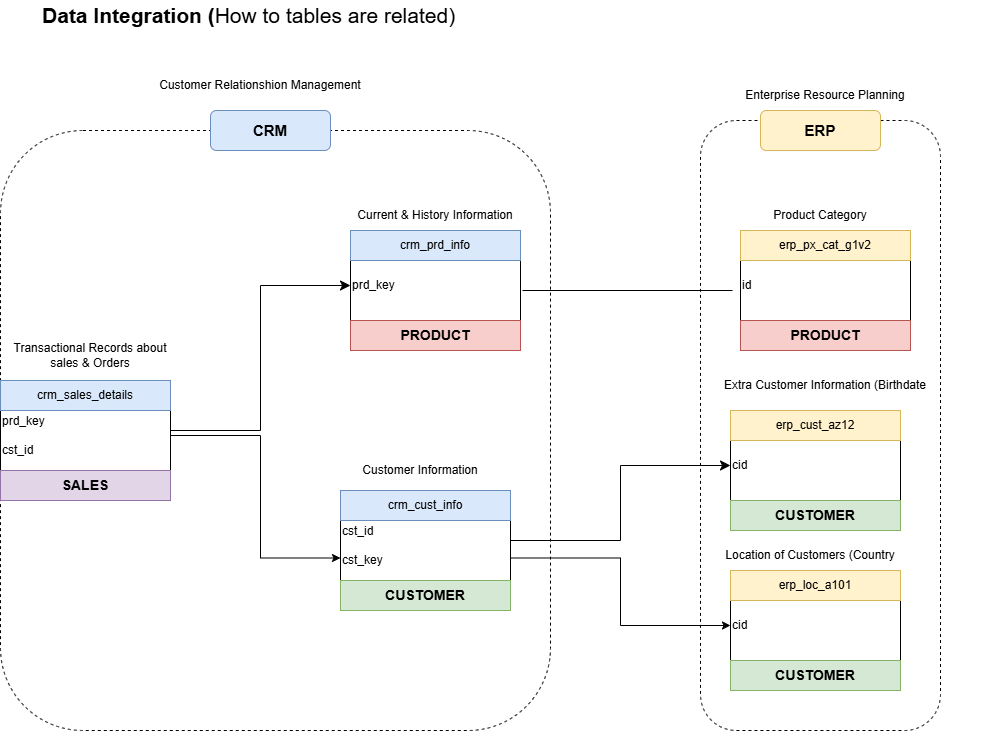 Data Integration (How to tables are related)
Customer Relationshion Management
CRM
Enterprise Resource Planning
ERP
Current & History Information
crm_prd_info
prd_key
PRODUCT
Product Category
erp_px_cat_g1v2
id
PRODUCT
Transactional Records about
sales & Orders
crm_sales_details
prd_key
cst_id
SALES
Extra Customer Information (Birthdate
erp_cust_az12
cid
CUSTOMER
Customer Information
crm_cust_info
cst_id
cst_key
CUSTOMER
Location of Customers (Country
erp_loc_a101
cid
CUSTOMER